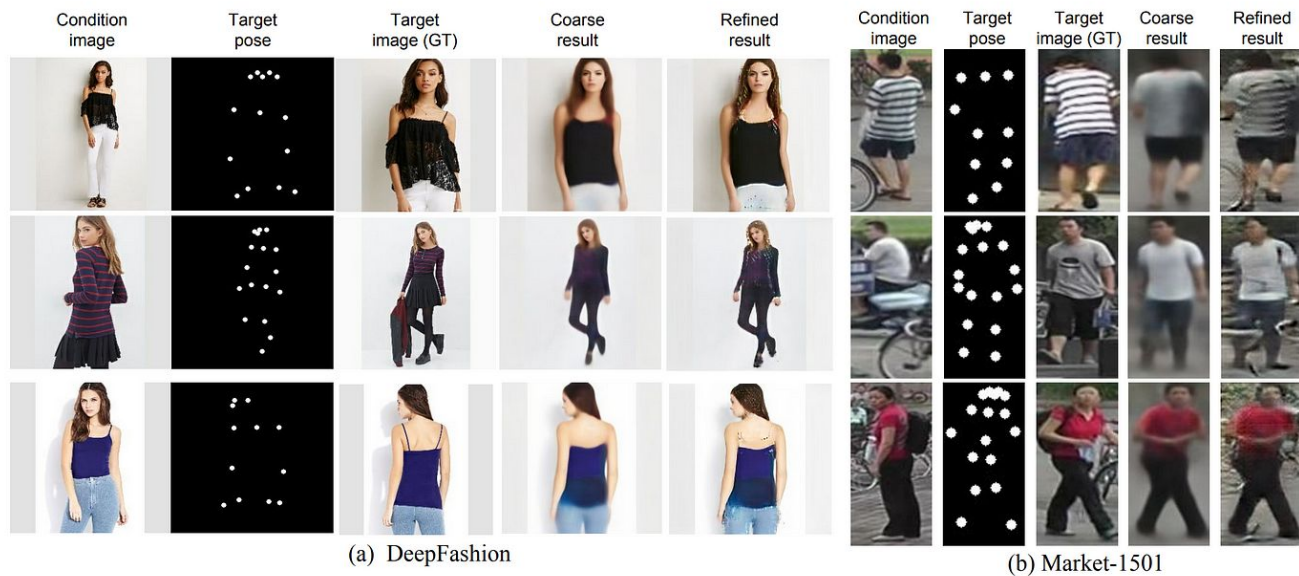 Condition image
Target pose
Target image (GT)
Coarse result
Refined result
Condition image
Target pose
Target image (GT)
Coarse result
Refined result
(a) DeepFashion
(b) Market-1501